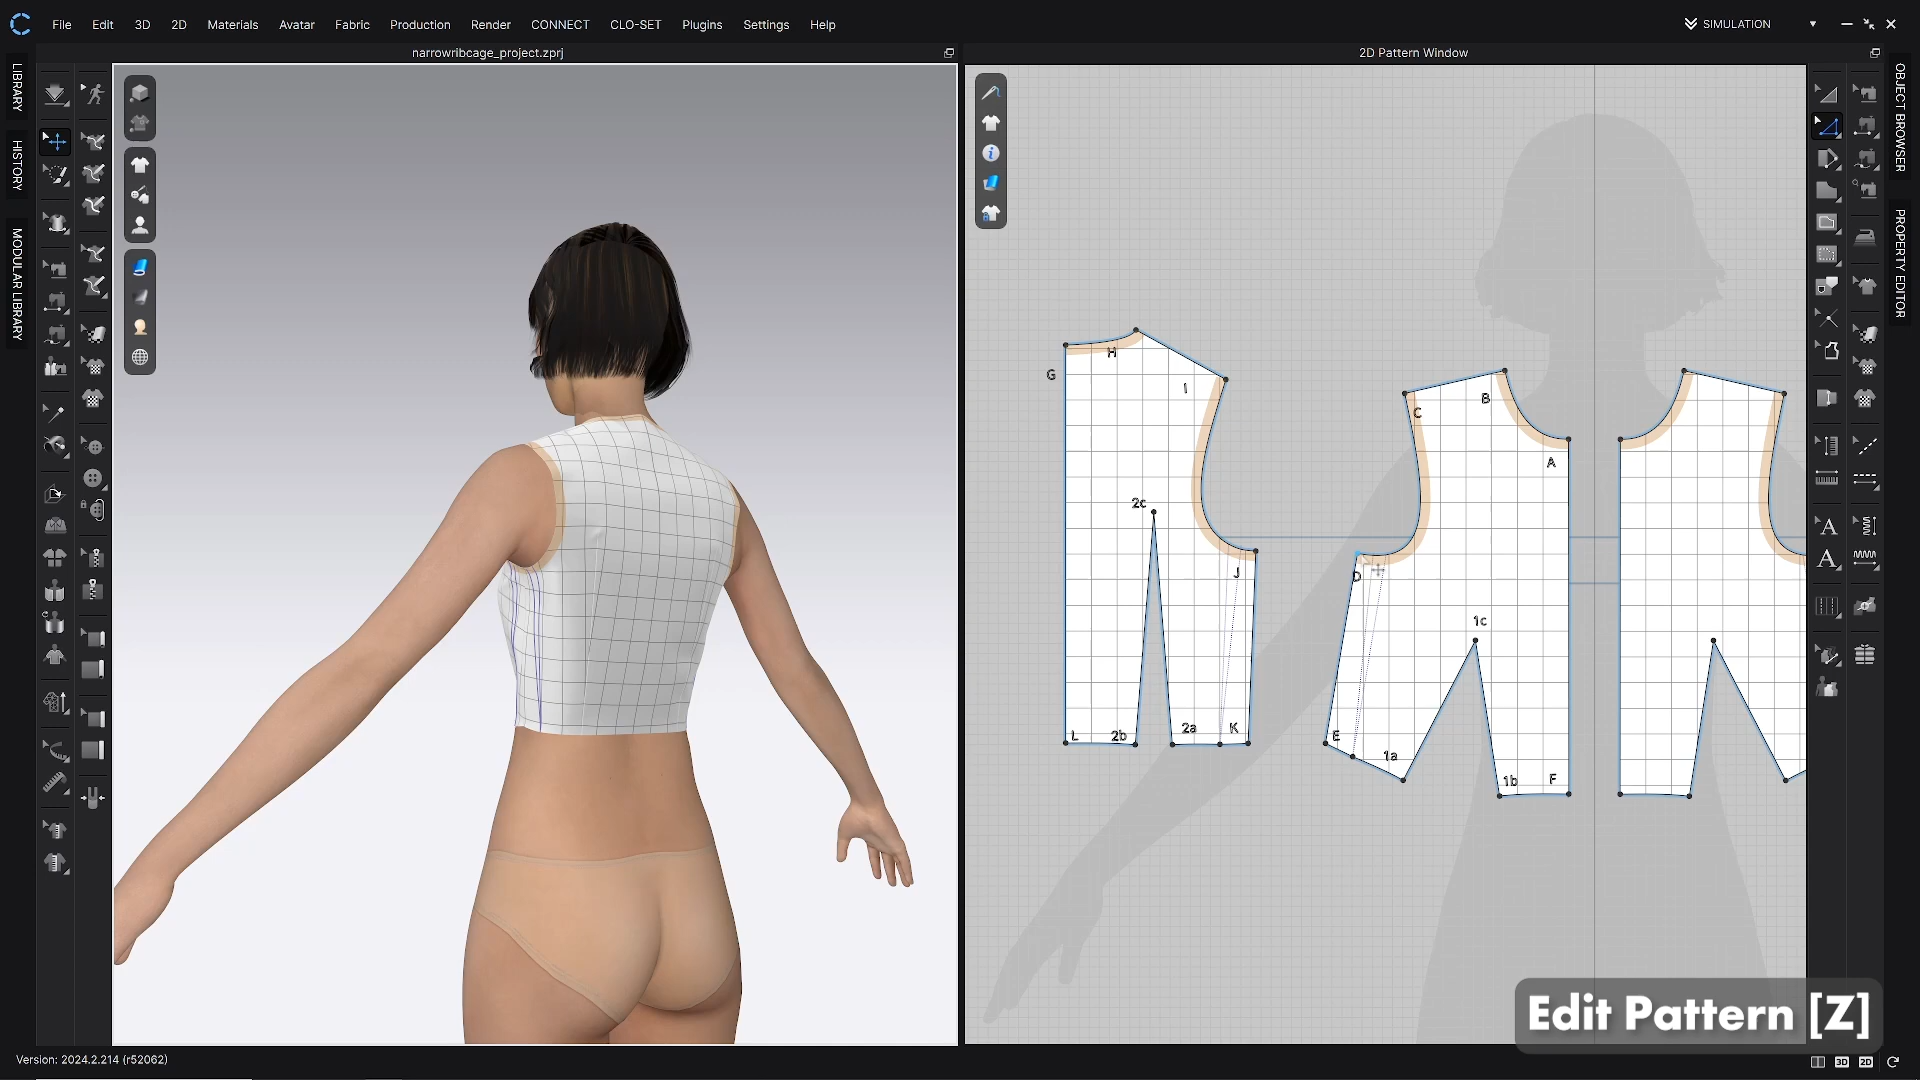 File Edit 3D 2D Materials Avatar Fabric Production Render CONNECT CLO-SET Plugins Settings Help
SIMULATION
narrowribcage_project.zprj
2D Pattern Window
LIBRARY
HISTORY
MODULAR LIBRARY
OBJECT BROWSER
PROPERTY EDITOR
H
G
I
B
C
A
2c
J
D
1c
L
2b
2a
K
E
1a
1b
F
A
A
Edit Pattern [Z]
Version: 2024.2.214 (r52062)
3D 2D